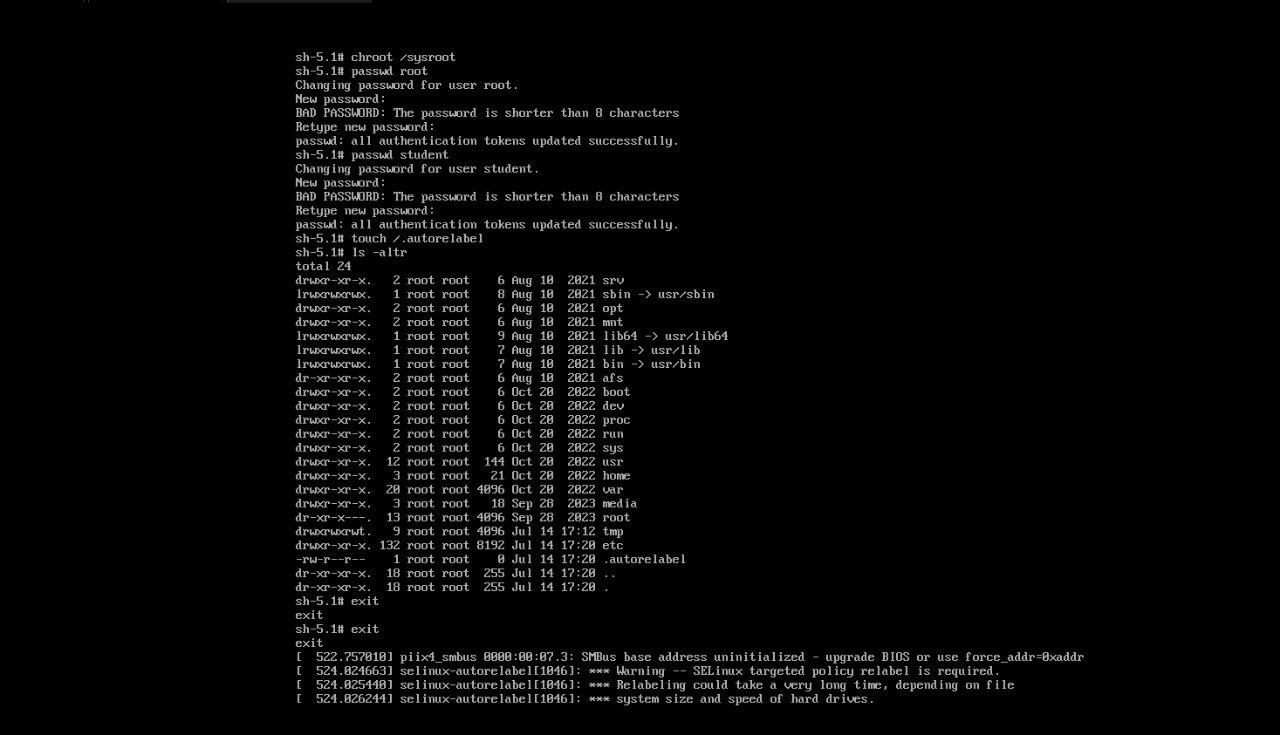 sh-5.1# chroot /sysroot
sh-5.1# passwd root
Changing password for user root.
New password:
BAD PASSWORD: The password is shorter than 8 characters
Retype new password:
passwd: all authentication tokens updated successfully.
sh-5.1# passwd student
Changing password for user student.
New password:
BAD PASSWORD: The password is shorter than 8 characters
Retype new password:
passwd: all authentication tokens updated successfully.
sh-5.1# touch /.autorelabel
sh-5.1# ls -altr
total 24
drwxr-xr-x.   2 root root    6 Aug 10  2021 srv
lrwxrwxrwx.   1 root root    8 Aug 10  2021 sbin -> usr/sbin
drwxr-xr-x.   2 root root    6 Aug 10  2021 opt
drwxr-xr-x.   2 root root    6 Aug 10  2021 mnt
lrwxrwxrwx.   1 root root    9 Aug 10  2021 lib64 -> usr/lib64
lrwxrwxrwx.   1 root root    7 Aug 10  2021 lib -> usr/lib
lrwxrwxrwx.   1 root root    7 Aug 10  2021 bin -> usr/bin
dr-xr-xr-x.   2 root root    6 Aug 10  2021 afs
drwxr-xr-x.   2 root root    6 Oct 20  2022 boot
drwxr-xr-x.   2 root root    6 Oct 20  2022 dev
drwxr-xr-x.   2 root root    6 Oct 20  2022 proc
drwxr-xr-x.   2 root root    6 Oct 20  2022 run
drwxr-xr-x.   2 root root    6 Oct 20  2022 sys
drwxr-xr-x.  12 root root  144 Oct 20  2022 usr
drwxr-xr-x.   3 root root   21 Oct 20  2022 home
drwxr-xr-x.  20 root root 4096 Oct 20  2022 var
drwxr-xr-x.   3 root root   18 Sep 28  2023 media
dr-xr-x---.  13 root root 4096 Sep 28  2023 root
drwxrwxrwt.   9 root root 4096 Jul 14 17:12 tmp
drwxr-xr-x. 132 root root 8192 Jul 14 17:20 etc
-rw-r--r--    1 root root    0 Jul 14 17:20 .autorelabel
dr-xr-xr-x.  18 root root  255 Jul 14 17:20 ..
dr-xr-xr-x.  18 root root  255 Jul 14 17:20 .
sh-5.1# exit
exit
sh-5.1# exit
exit
[  522.757010] piix4_smbus 0000:00:07.3: SMBus base address uninitialized - upgrade BIOS or use force_addr=0xaddr
[  524.024663] selinux-autorelabel[1046]: *** Warning -- SELinux targeted policy relabel is required.
[  524.025440] selinux-autorelabel[1046]: *** Relabeling could take a very long time, depending on file
[  524.026244] selinux-autorelabel[1046]: *** system size and speed of hard drives.